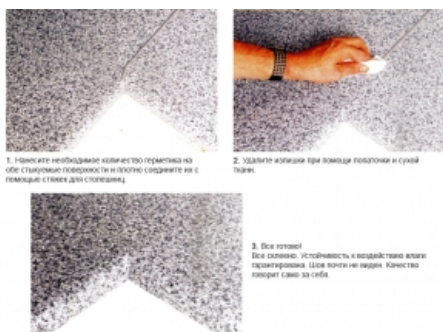 1. Нанесите необходимое количество герметика на
обе стыкуемые поверхности и плотно соедините их с
помощью стяжек для столешниц.
2. Удалите излишки при помощи лопаточки и сухой
ткани.
3. Все готово!
Все склеено. Устойчивость к воздействию влаги
гарантирована. Шов почти не виден. Качество
говорит само за себя.